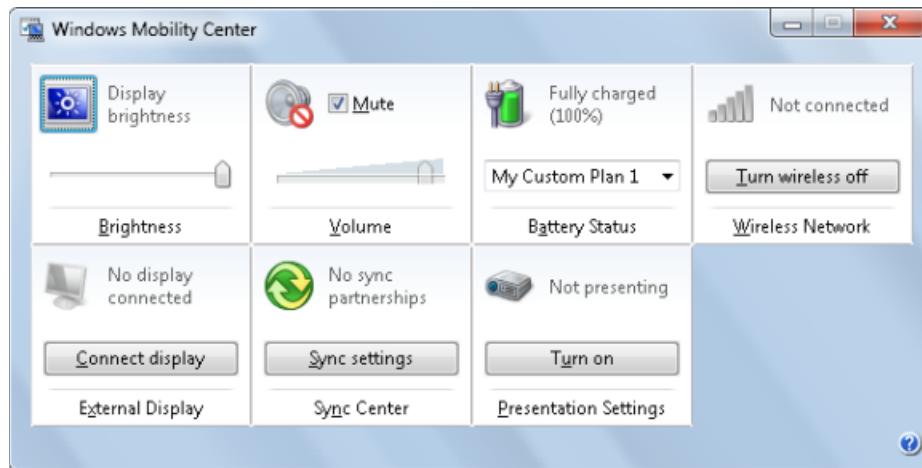 Windows Mobility Center
Display
brightness
Brightness
Mute
Volume
Fully charged
(100%)
My Custom Plan 1
Battery Status
Not connected
Turn wireless off
Wireless Network
No display
connected
Connect display
External Display
No sync
partnerships
Sync settings
Sync Center
Not presenting
Turn on
Presentation Settings